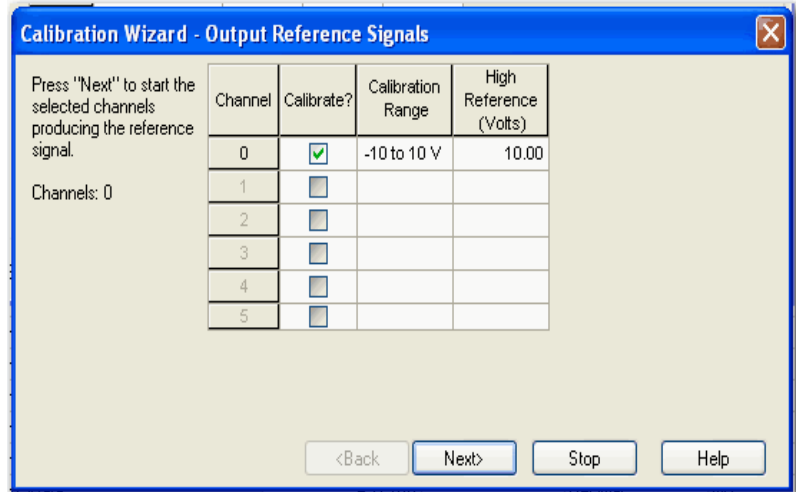 Calibration Wizard - Output Reference Signals
Press "Next" to start the
selected channels
producing the reference
signal.
Channels: 0
Channel Calibrate? Calibration Range High Reference (Volts)
0 -10 to 10 V 10.00
1
2
3
4
5
<Back Next> Stop Help